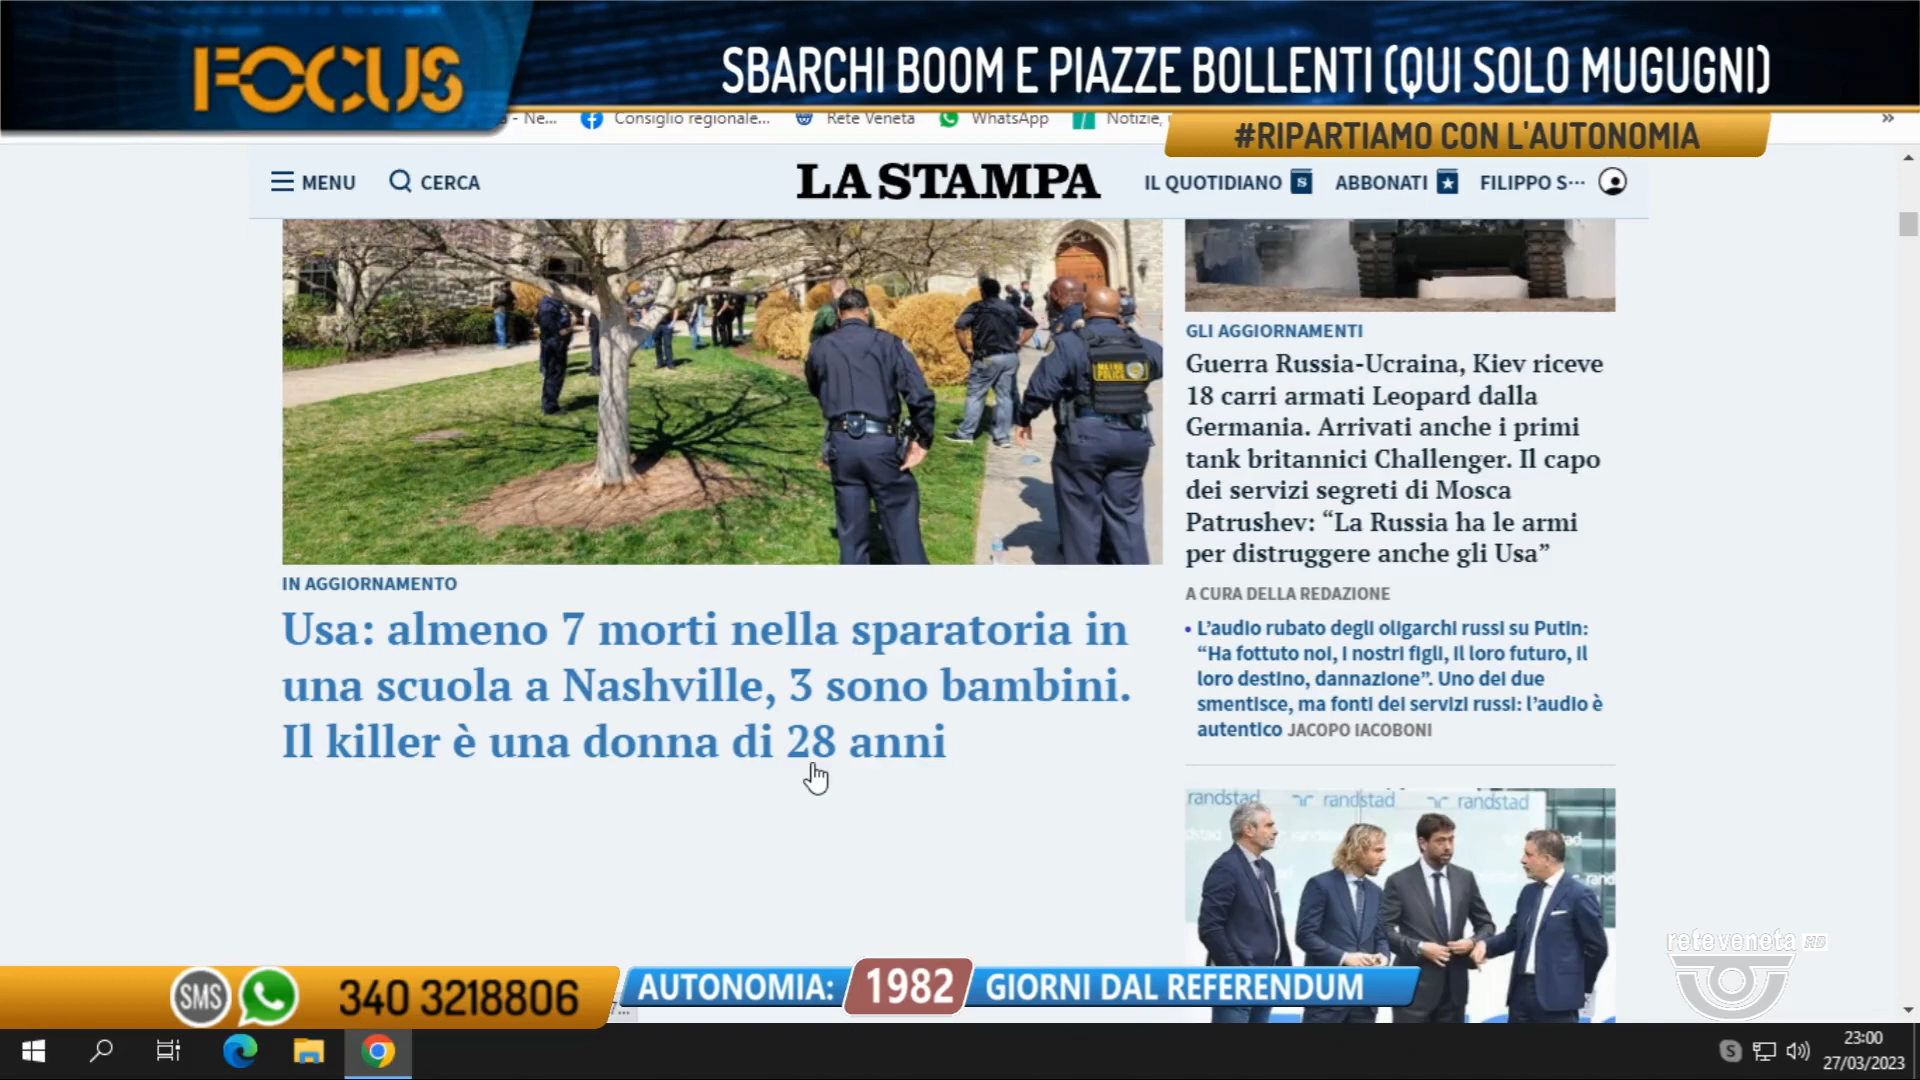 FOCUS
SBARCHI BOOM E PIAZZE BOLLENTI (QUI SOLO MUGUGNI)
#RIPARTIAMO CON L'AUTONOMIA
- Ne... Consiglio regionale... Rete Veneta WhatsApp Notizie,
MENU CERCA LA STAMPA IL QUOTIDIANO ABBONATI FILIPPO S···
METRO POLICE
IN AGGIORNAMENTO
Usa: almeno 7 morti nella sparatoria in
una scuola a Nashville, 3 sono bambini.
Il killer è una donna di 28 anni
GLI AGGIORNAMENTI
Guerra Russia-Ucraina, Kiev riceve
18 carri armati Leopard dalla
Germania. Arrivati anche i primi
tank britannici Challenger. Il capo
dei servizi segreti di Mosca
Patrushev: “La Russia ha le armi
per distruggere anche gli Usa”
A CURA DELLA REDAZIONE
• L’audio rubato degli oligarchi russi su Putin:
“Ha fottuto noi, i nostri figli, il loro futuro, il
loro destino, dannazione”. Uno dei due
smentisce, ma fonti dei servizi russi: l’audio è
autentico JACOPO IACOBONI
randstad randstad randstad
reteveneta HD
SMS 340 3218806
AUTONOMIA: 1982 GIORNI DAL REFERENDUM
23:00
27/03/2023